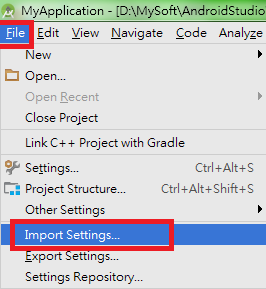 MyApplication - [D:\MySoft\AndroidStudio
File Edit View Navigate Code Analyze
New
Open...
Open Recent
Close Project
Link C++ Project with Gradle
Settings... Ctrl+Alt+S
Project Structure... Ctrl+Alt+Shift+S
Other Settings
Import Settings...
Export Settings...
Settings Repository...